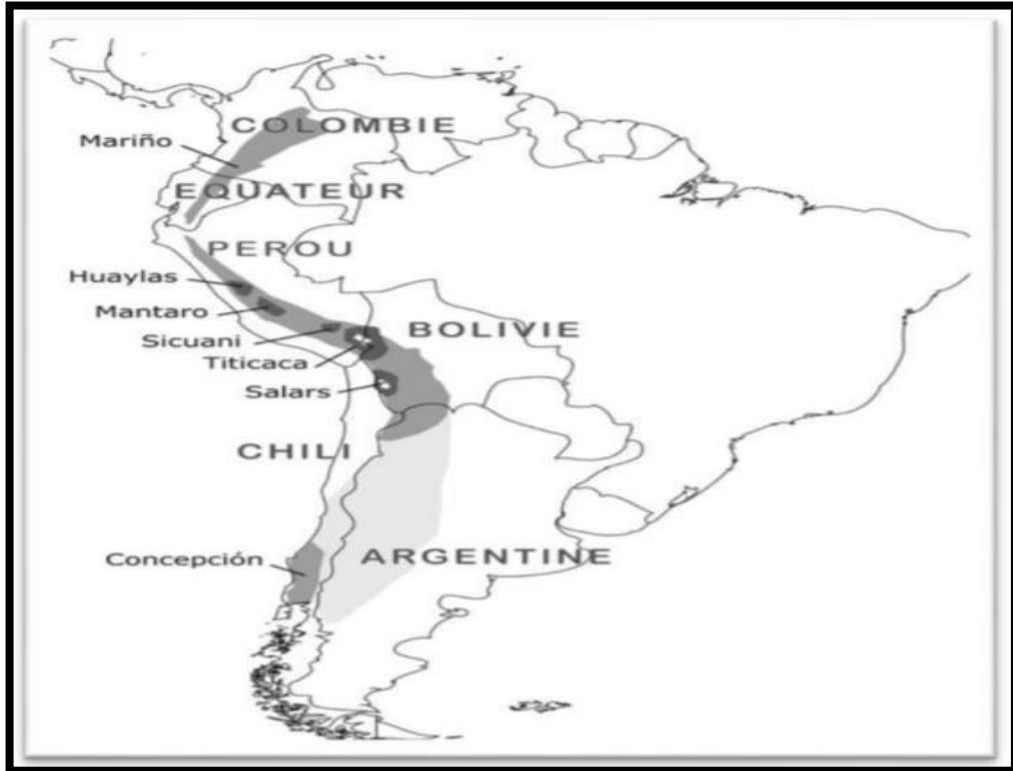 COLOMBIE
Mariño
EQUATEUR
PEROU
Huaylas
Mantaro
Sicuani
BOLIVIE
Titicaca
Salars
CHILI
Concepción
ARGENTINE